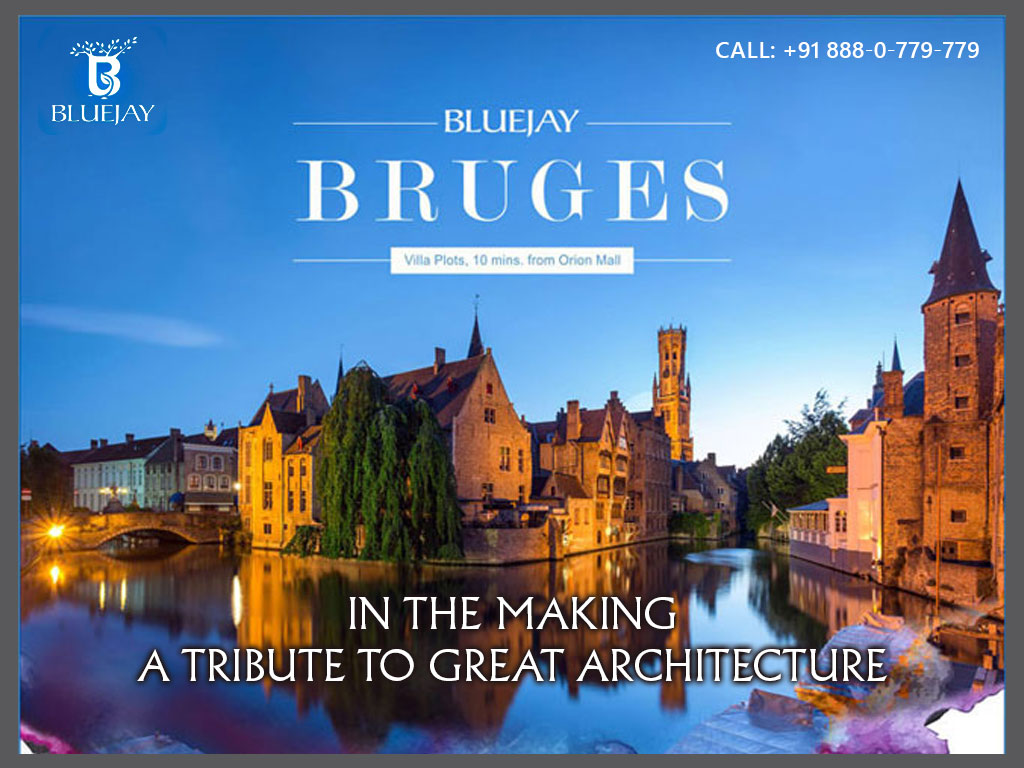 BLUEJAY
CALL: +91 888-0-779-779
BLUEJAY
BRUGES
Villa Plots, 10 mins. from Orion Mall
IN THE MAKING
A TRIBUTE TO GREAT ARCHITECTURE